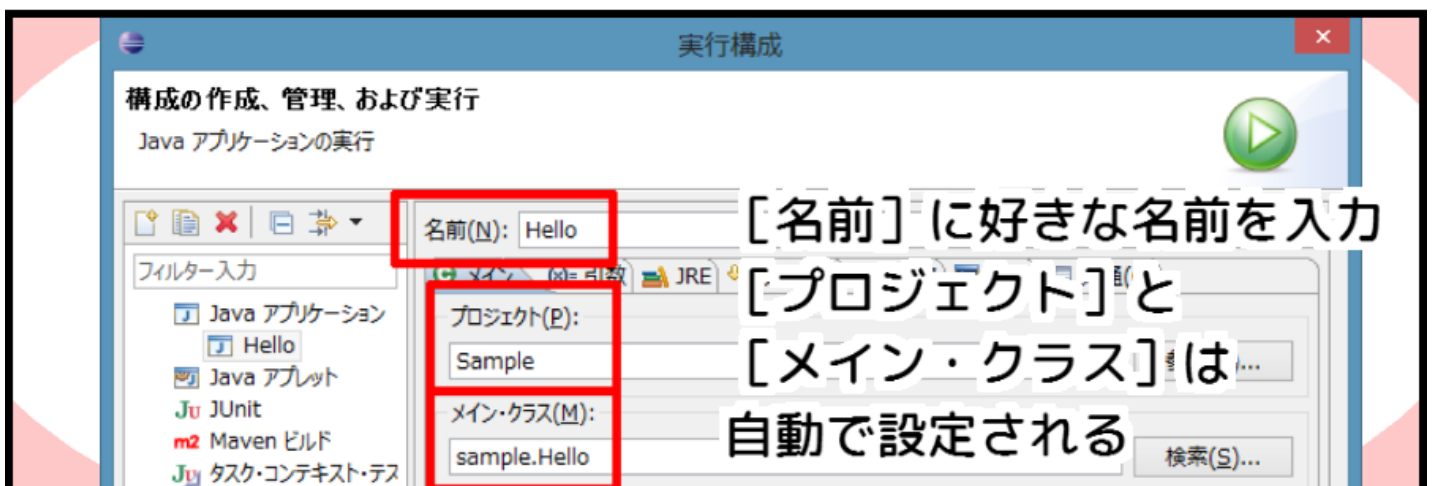 実行構成
構成の作成、管理、および実行
Java アプリケーションの実行
名前(N): Hello
[名前] に好きな名前を入力
フィルター入力
メイン (x)= 引数 JRE
[プロジェクト] と
Java アプリケーション
プロジェクト(P):
Hello
Sample
[メイン・クラス] は
Java アプレット
JUnit
メイン・クラス(M):
自動で設定される
m2 Maven ビルド
sample.Hello
検索(S)...
タスク・コンテキスト・テス